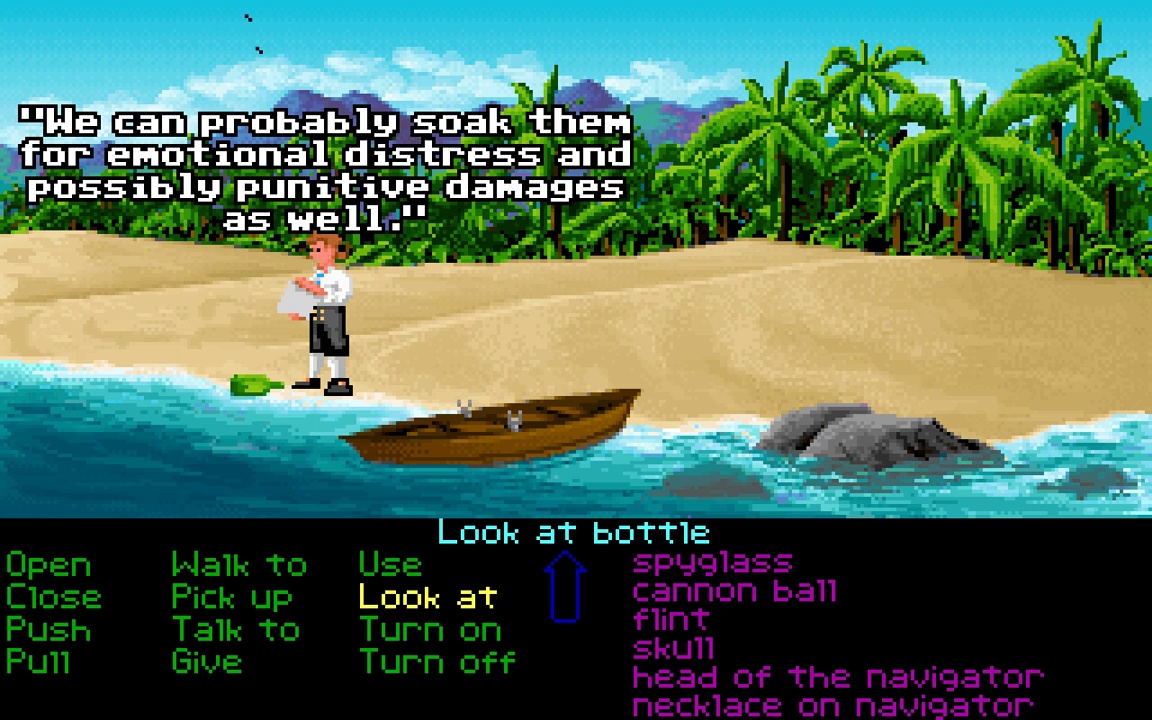 "We can probably soak them
for emotional distress and
possibly punitive damages
as well."
Look at bottle
Open Walk to Use
Close Pick up Look at
Push Talk to Turn on
Pull Give Turn off
spyglass
cannon ball
flint
skull
head of the navigator
necklace on navigator